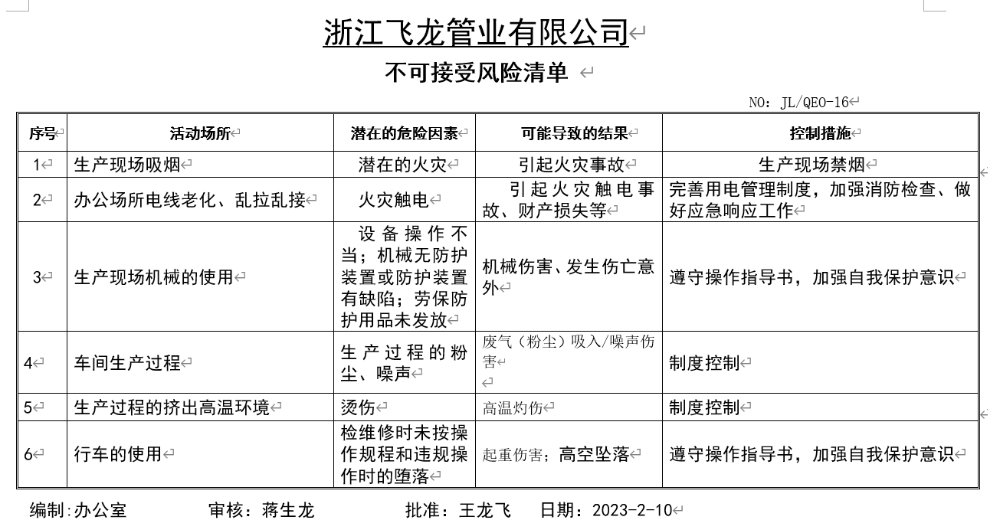 浙江飞龙管业有限公司
不可接受风险清单
NO：JL/QEO-16
序号 活动场所 潜在的危险因素 可能导致的结果 控制措施
1 生产现场吸烟 潜在的火灾 引起火灾事故 生产现场禁烟
2 办公场所电线老化、乱拉乱接 火灾触电
引起火灾触电事
故、财产损失等
完善用电管理制度，加强消防检查、做
好应急响应工作
3 生产现场机械的使用
设备操作不
当；机械无防护
装置或防护装置
有缺陷；劳保防
护用品未发放
机械伤害、发生伤亡意
外
遵守操作指导书，加强自我保护意识
4 车间生产过程
生产过程的粉
尘、噪声
废气（粉尘）吸入/噪声伤
害
制度控制
5 生产过程的挤出高温环境 烫伤 高温灼伤 制度控制
6 行车的使用
检维修时未按操
作规程和违规操
作时的堕落
起重伤害；高空坠落 遵守操作指导书，加强自我保护意识
编制:办公室 审核：蒋生龙 批准：王龙飞 日期：2023-2-10